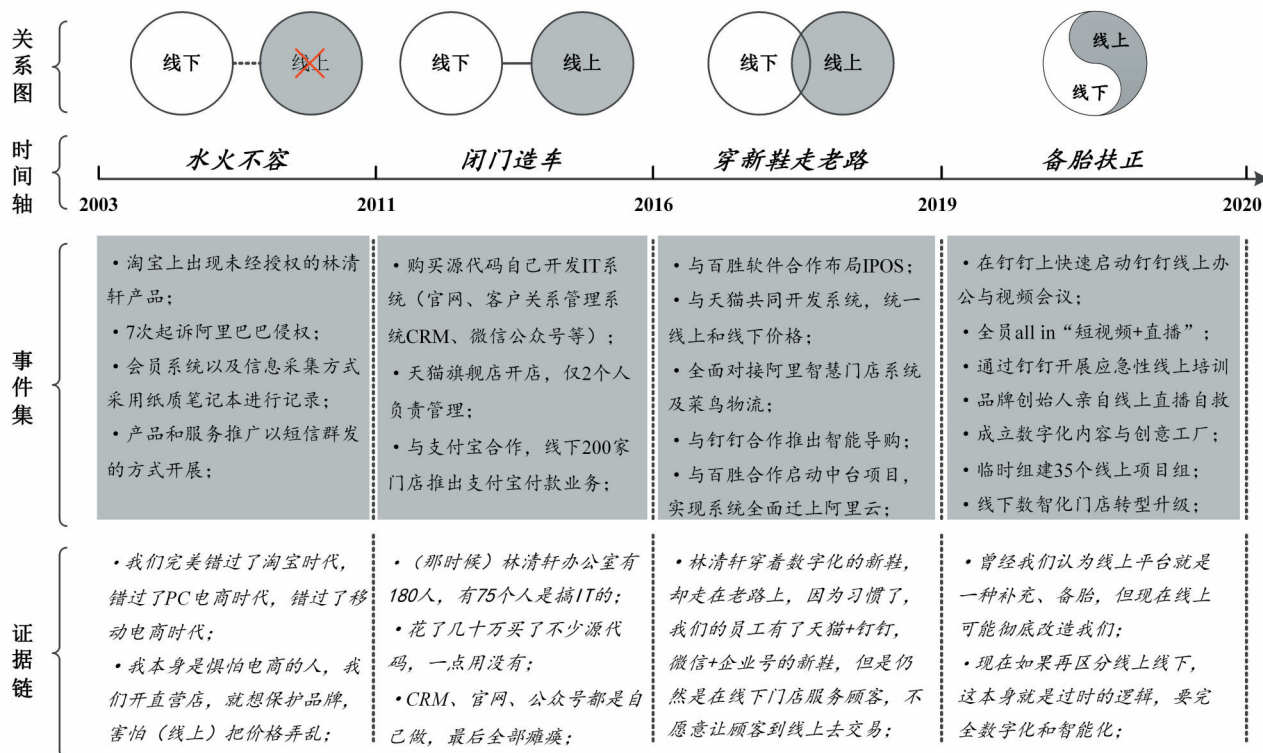 关系图
线下
线上
线下
线上
线下
线上
线上
线下
时间轴
水火不容
闭门造车
穿新鞋走老路
备胎扶正
2003
2011
2016
2019
2020
事件集
·淘宝上出现未经授权的林清
轩产品；
·7次起诉阿里巴巴侵权；
·会员系统以及信息采集方式
采用纸质笔记本进行记录；
·产品和服务推广以短信群发
的方式开展；
·购买源代码自己开发IT系
统（官网、客户关系管理系
统CRM、微信公众号等）；
·天猫旗舰店开店，仅2个人
负责管理；
·与支付宝合作，线下200家
门店推出支付宝付款业务；
·与百胜软件合作布局IPOS；
·与天猫共同开发系统，统一
线上和线下价格；
·全面对接阿里智慧门店系统
及菜鸟物流；
·与钉钉合作推出智能导购；
·与百胜合作启动中台项目，
实现系统全面迁上阿里云；
·在钉钉上快速启动钉钉线上办
公与视频会议；
·全员all in“短视频+直播”；
·通过钉钉开展应急性线上培训
·品牌创始人亲自线上直播自救
·成立数字化内容与创意工厂；
·临时组建35个线上项目组；
·线下数智化门店转型升级；
证据链
·我们完美错过了淘宝时代，
错过了PC电商时代，错过了移
动电商时代；
·我本身是惧怕电商的人，我
们开直营店，就想保护品牌，
害怕（线上）把价格弄乱；
·（那时候）林清轩办公室有
180人，有75个人是搞IT的；
·花了几十万买了不少源代
码，一点用没有；
·CRM、官网、公众号都是自
己做，最后全部瘫痪；
·林清轩穿着数字化的新鞋，
却走在老路上，因为习惯了，
我们的员工有了天猫+钉钉，
微信+企业号的新鞋，但是仍
然是在线下门店服务顾客，不
愿意让顾客到线上去交易；
·曾经我们认为线上平台就是
一种补充、备胎，但现在线上
可能彻底改造我们；
·现在如果再区分线上线下，
这本身就是过时的逻辑，要完
全数字化和智能化；